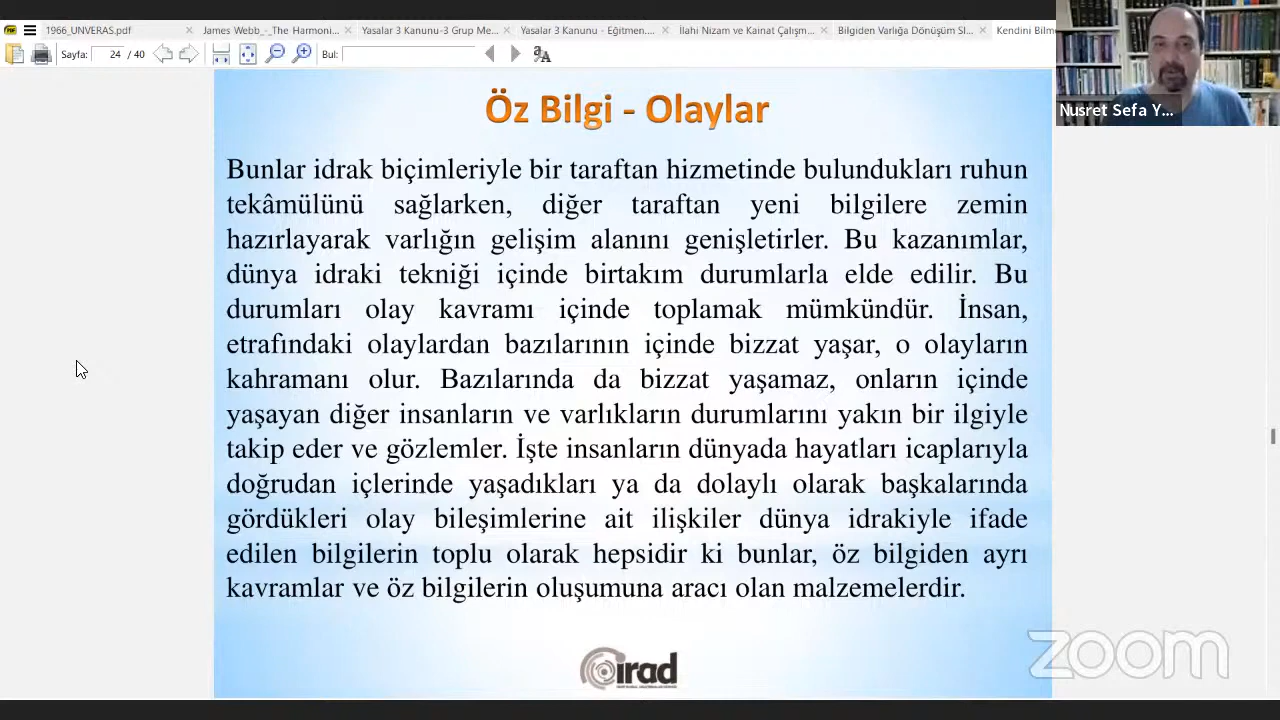 1966_UNVERAS.pdf
James Webb_-_The Harmoni...
Yasalar 3 Kanunu-3 Grup Me...
Yasalar 3 Kanunu - Eğitmen....
İlahi Nizam ve Kainat Çalışm...
Bilgiden Varlığa Dönüşüm Sl...
Kendini Bilm
Sayfa: 24 / 40
Bul:
Nusret Sefa Y...
Öz Bilgi - Olaylar
Bunlar idrak biçimleriyle bir taraftan hizmetinde bulundukları ruhun
tekâmülünü sağlarken, diğer taraftan yeni bilgilere zemin
hazırlayarak varlığın gelişim alanını genişletirler. Bu kazanımlar,
dünya idraki tekniği içinde birtakım durumlarla elde edilir. Bu
durumları olay kavramı içinde toplamak mümkündür. İnsan,
etrafındaki olaylardan bazılarının içinde bizzat yaşar, o olayların
kahramanı olur. Bazılarında da bizzat yaşamaz, onların içinde
yaşayan diğer insanların ve varlıkların durumlarını yakın bir ilgiyle
takip eder ve gözlemler. İşte insanların dünyada hayatları icaplarıyla
doğrudan içlerinde yaşadıkları ya da dolaylı olarak başkalarında
gördükleri olay bileşimlerine ait ilişkiler dünya idrakiyle ifade
edilen bilgilerin toplu olarak hepsidir ki bunlar, öz bilgiden ayrı
kavramlar ve öz bilgilerin oluşumuna aracı olan malzemelerdir.
irad
zoom